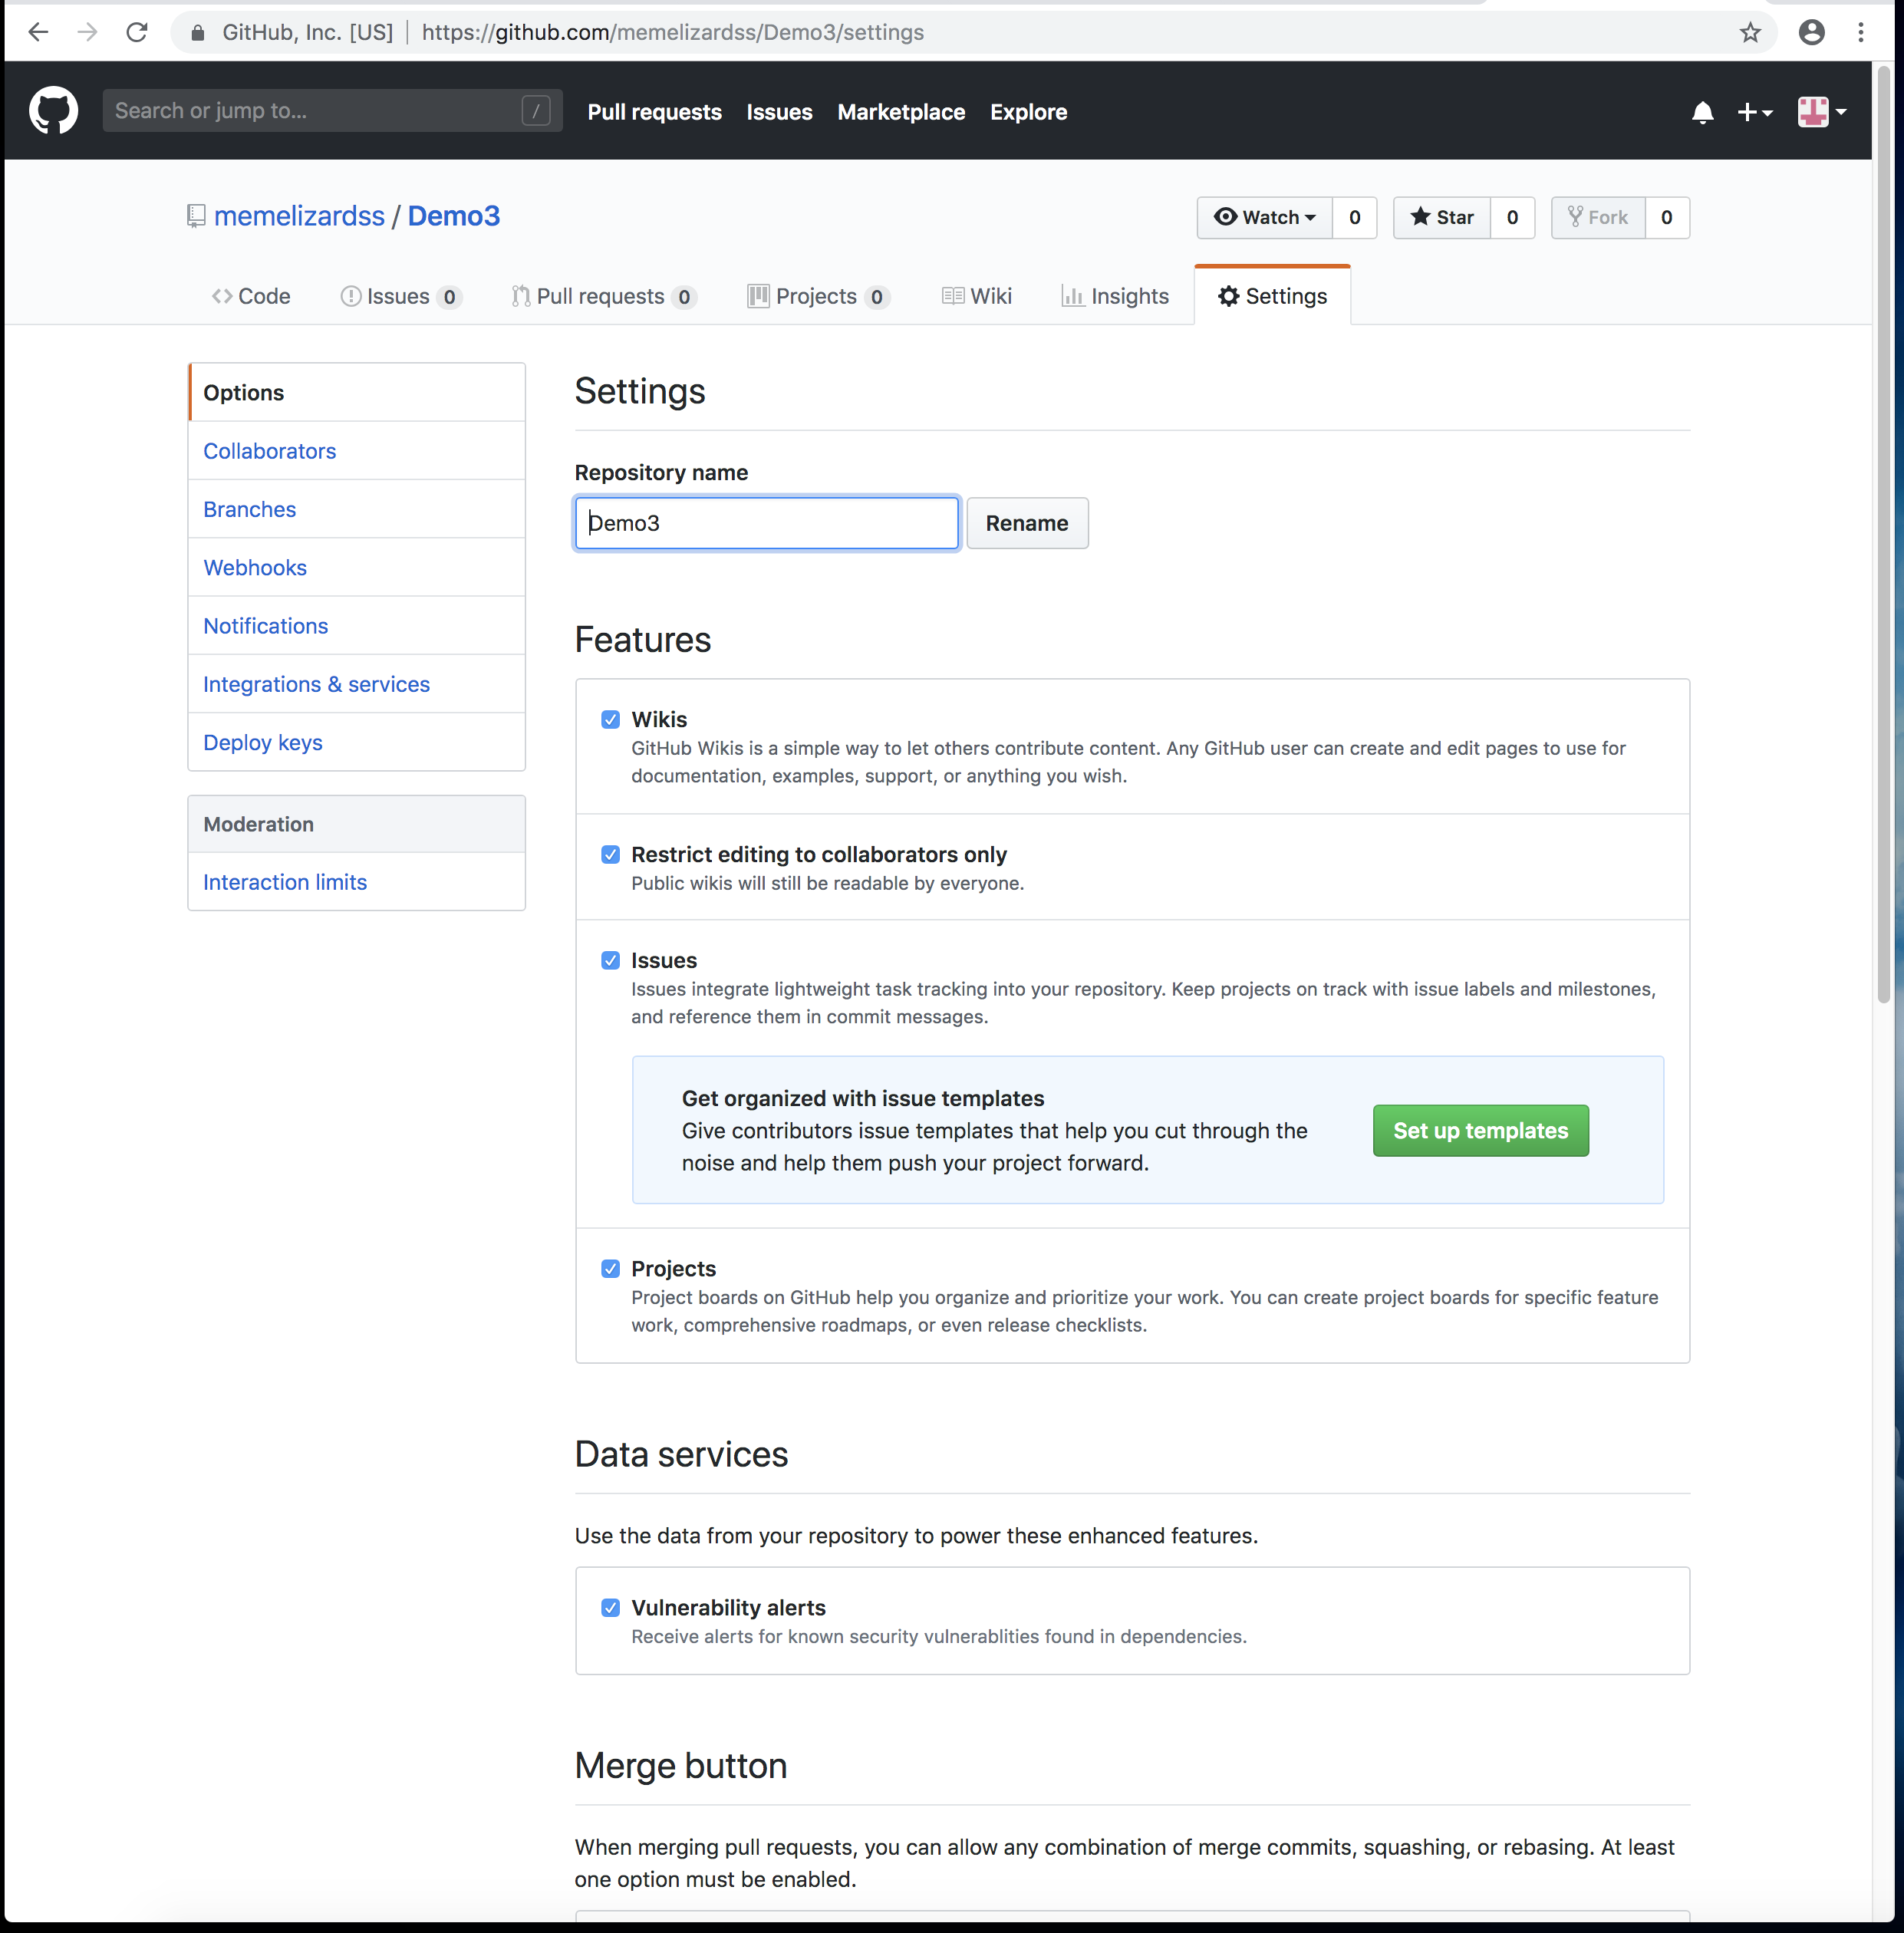 GitHub, Inc. [US] | https://github.com/memelizardss/Demo3/settings
Search or jump to... /
Pull requests Issues Marketplace Explore
memelizardss / Demo3
Watch 0 Star 0 Fork 0
Code Issues 0 Pull requests 0 Projects 0 Wiki Insights Settings
Options
Collaborators
Branches
Webhooks
Notifications
Integrations & services
Deploy keys
Moderation
Interaction limits
Settings
Repository name
Demo3 Rename
Features
Wikis
GitHub Wikis is a simple way to let others contribute content. Any GitHub user can create and edit pages to use for
documentation, examples, support, or anything you wish.
Restrict editing to collaborators only
Public wikis will still be readable by everyone.
Issues
Issues integrate lightweight task tracking into your repository. Keep projects on track with issue labels and milestones,
and reference them in commit messages.
Get organized with issue templates
Give contributors issue templates that help you cut through the
noise and help them push your project forward.
Set up templates
Projects
Project boards on GitHub help you organize and prioritize your work. You can create project boards for specific feature
work, comprehensive roadmaps, or even release checklists.
Data services
Use the data from your repository to power these enhanced features.
Vulnerability alerts
Receive alerts for known security vulnerablities found in dependencies.
Merge button
When merging pull requests, you can allow any combination of merge commits, squashing, or rebasing. At least
one option must be enabled.